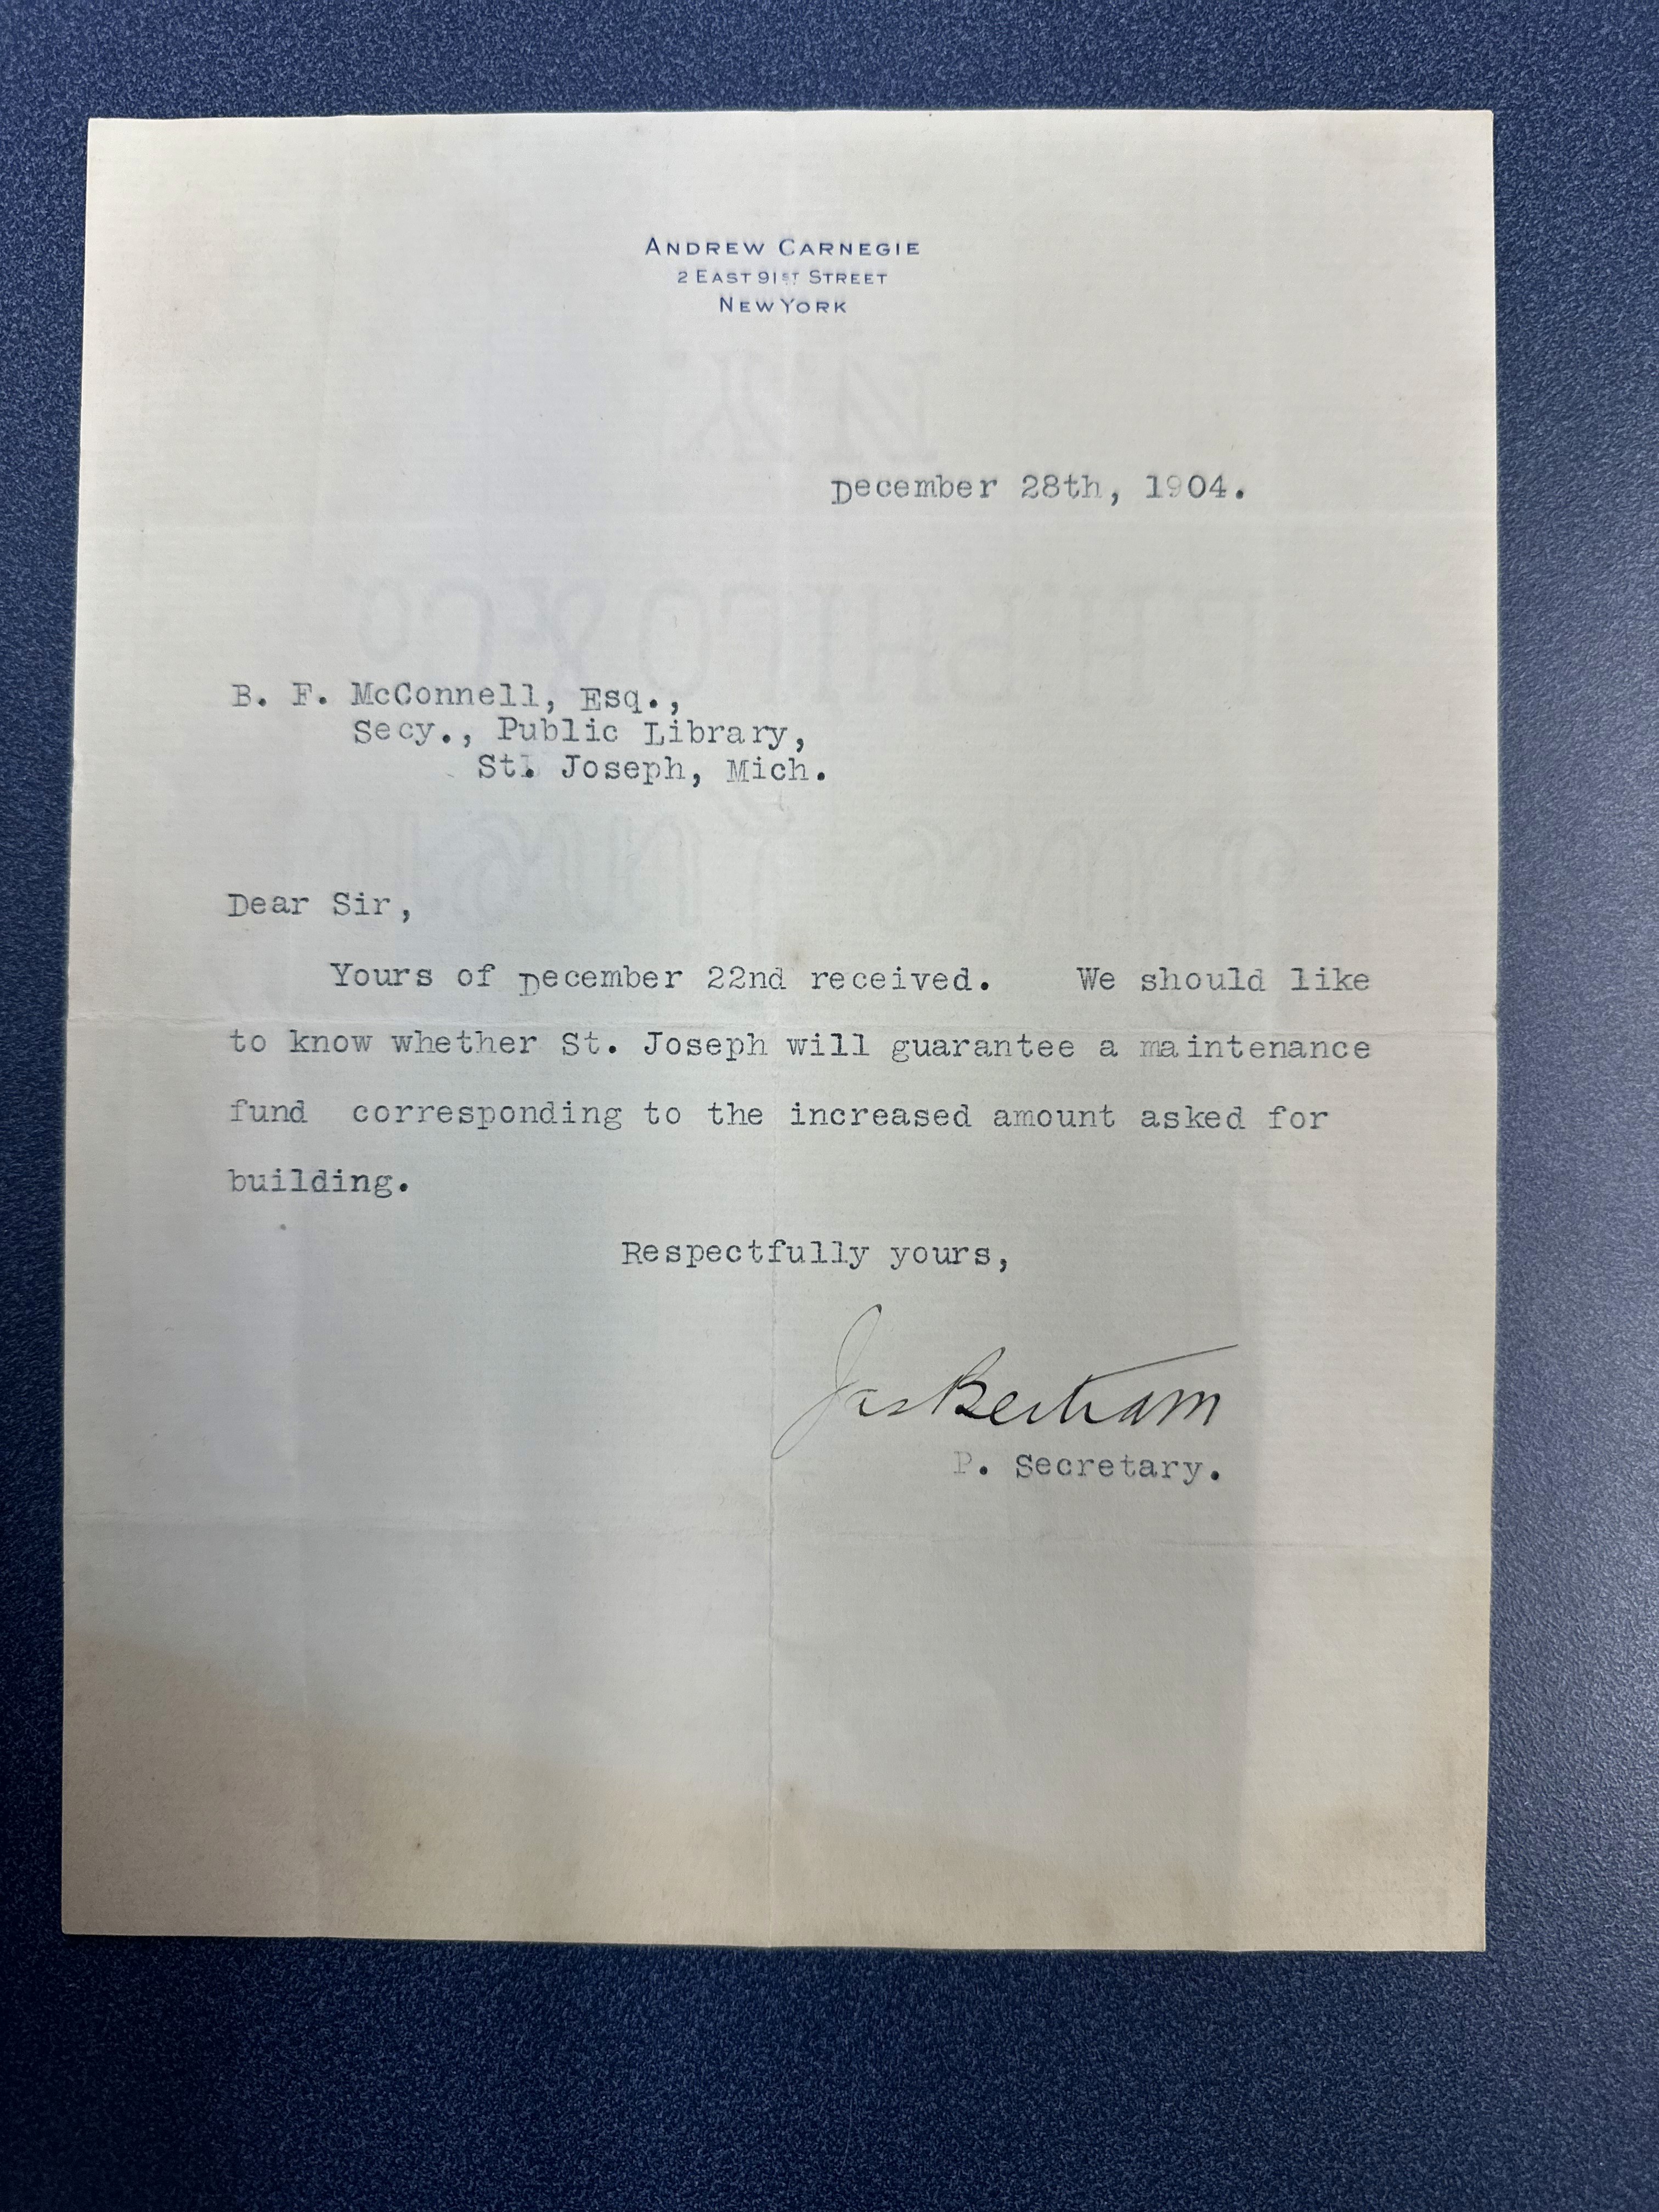 ANDREW CARNEGIE
2 EAST 91ST STREET
NEW YORK
December 28th, 1904.
B. F. McConnell, Esq.,
Secy., Public Library,
St. Joseph, Mich.
Dear Sir,
Yours of December 22nd received. We should like
to know whether St. Joseph will guarantee a maintenance
fund corresponding to the increased amount asked for
building.
Respectfully yours,
Jas Bertram
P. Secretary.